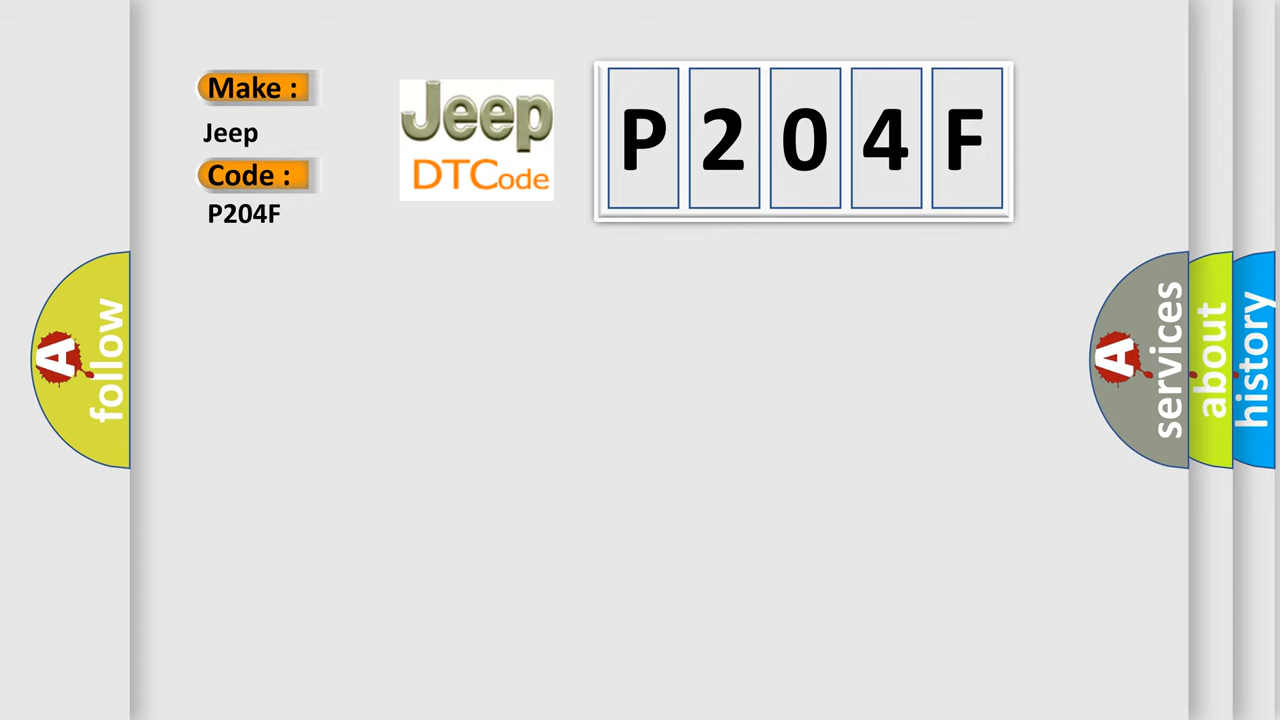 Make :
Jeep
Code :
P204F
Jeep
DTCode
P 2 0 4 F
A follow
A services
about
history